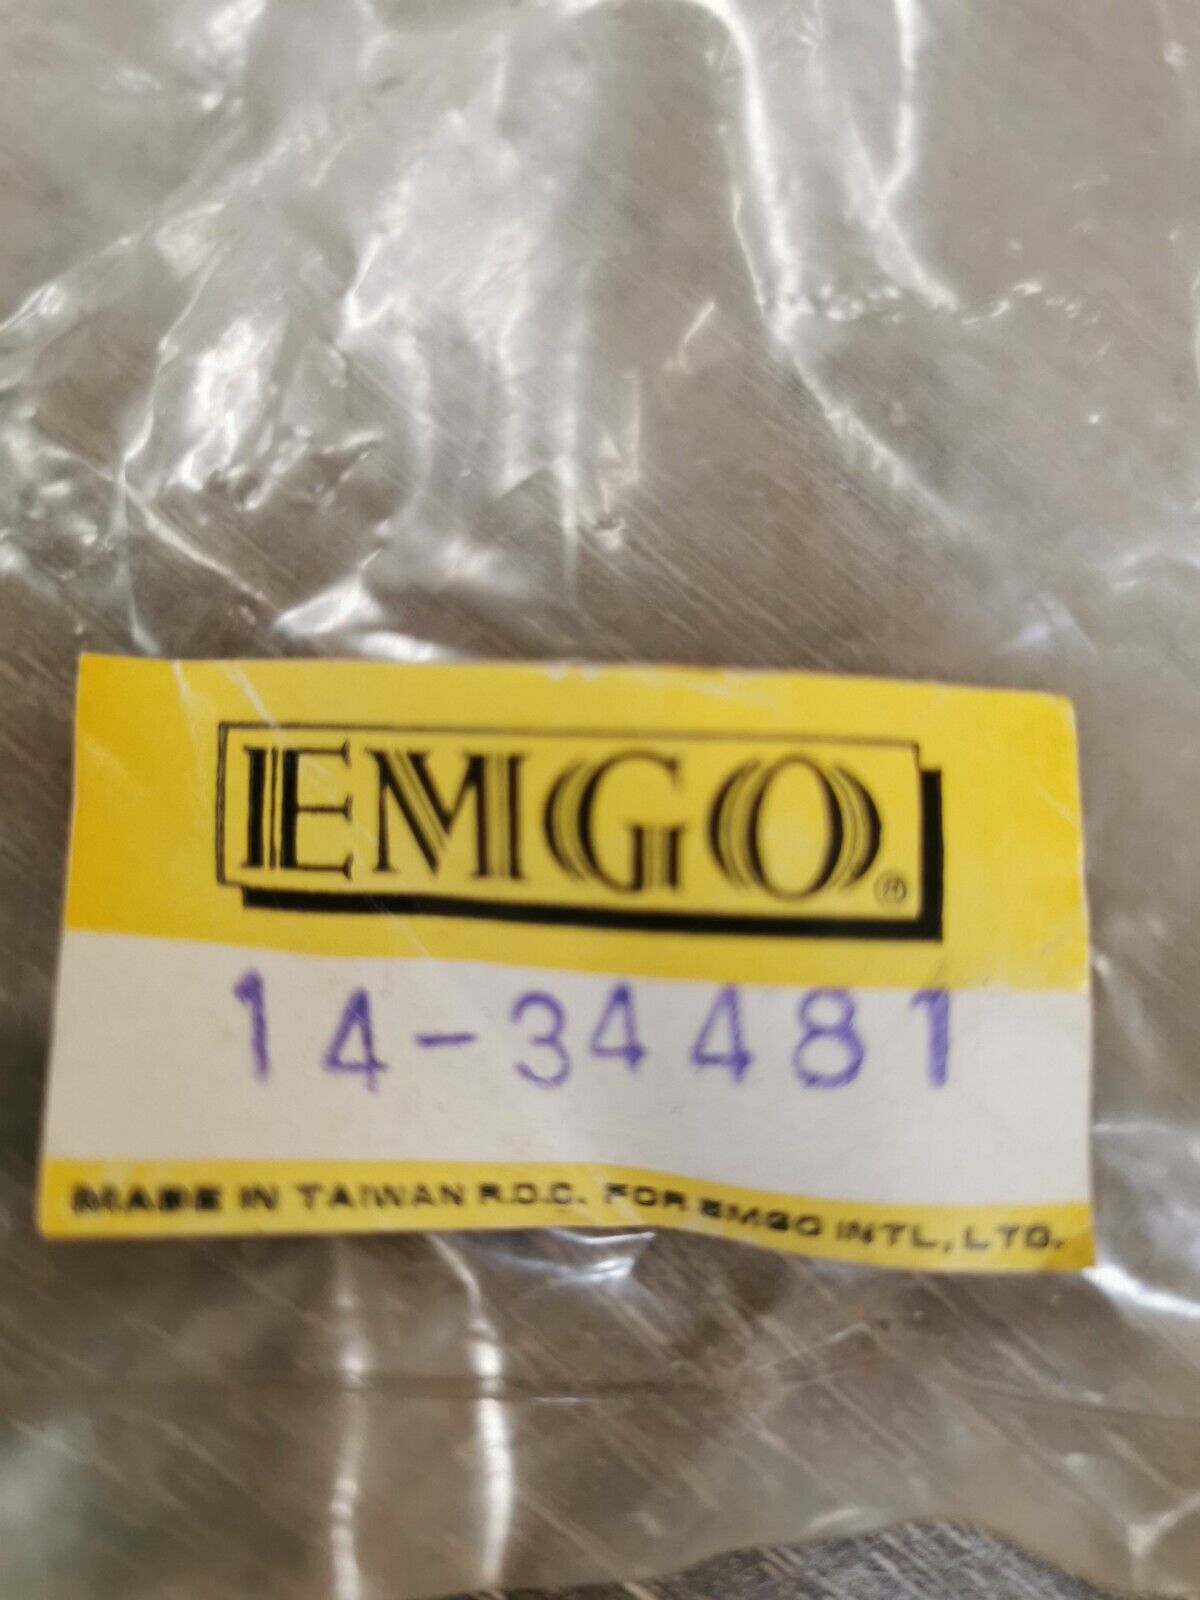 EMGO®
14-34481
MADE IN TAIWAN R.O.C. FOR EMGO INTL, LTD.